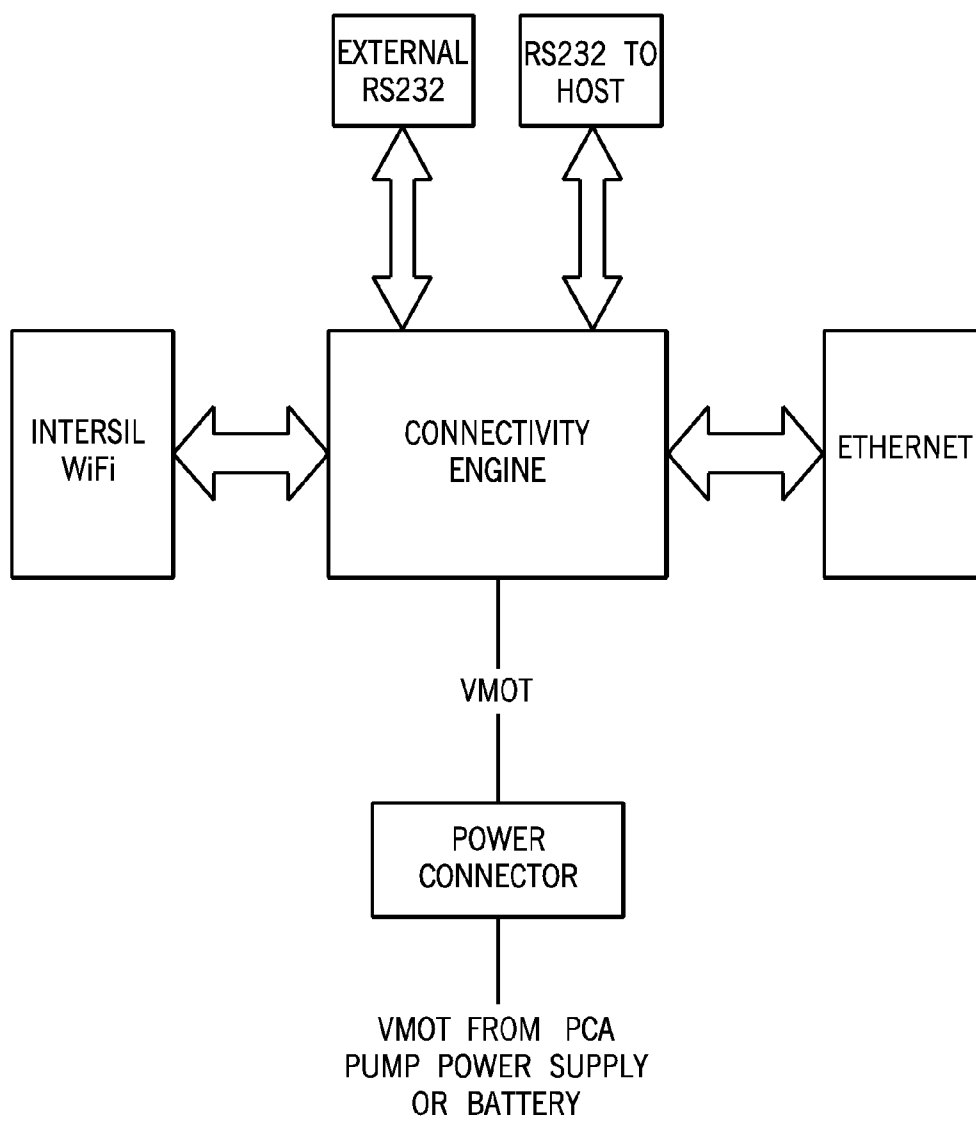 EXTERNAL
RS232
RS232 TO
HOST
INTERSIL
WiFi
CONNECTIVITY
ENGINE
ETHERNET
VMOT
POWER
CONNECTOR
VMOT FROM PCA
PUMP POWER SUPPLY
OR BATTERY